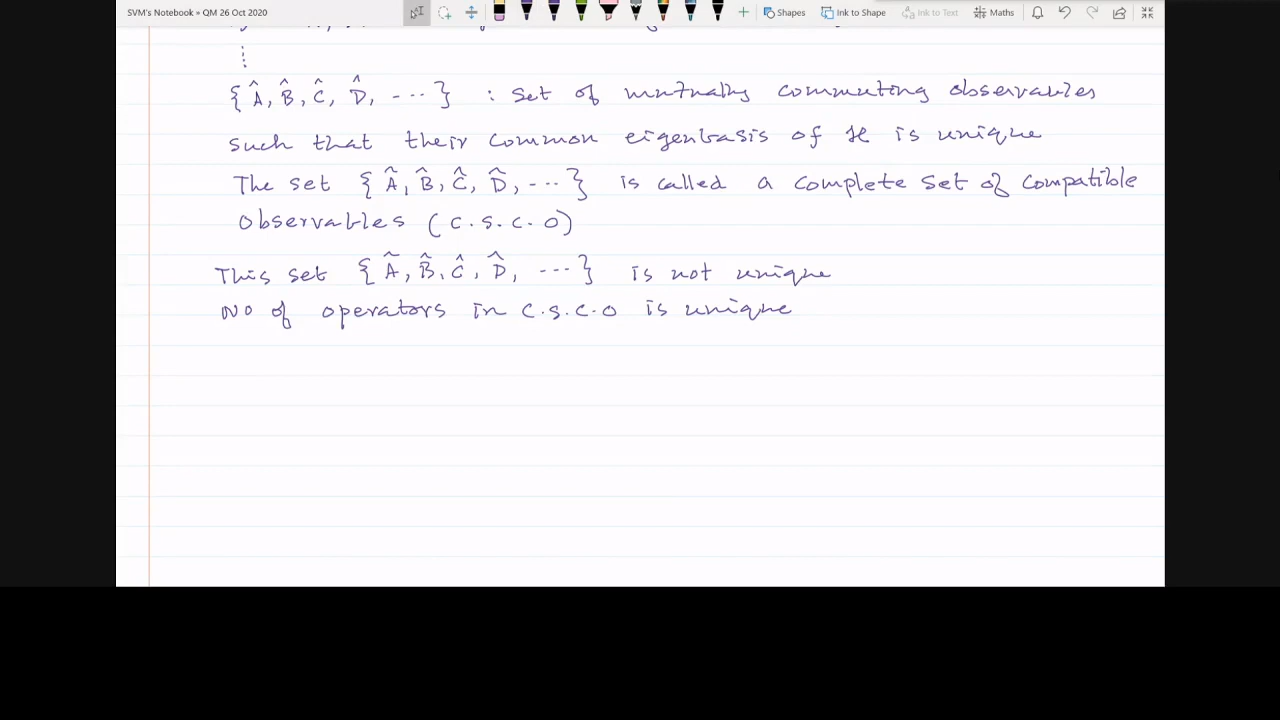 SVM's Notebook » QM 26 Oct 2020
Shapes Ink to Shape Ink to Text Maths
{Â, B̂, Ĉ, D̂, - ...} : set of mutually commuting observables
such that their common eigenbasis of ℋ is unique
The set {Â, B̂, Ĉ, D̂, - ...} is called a complete set of compatible
observables (C.S.C.O)
This set {Ã, B̂, Ĉ, D̂, - ...} is not unique
No of operators in C.S.C.O is unique